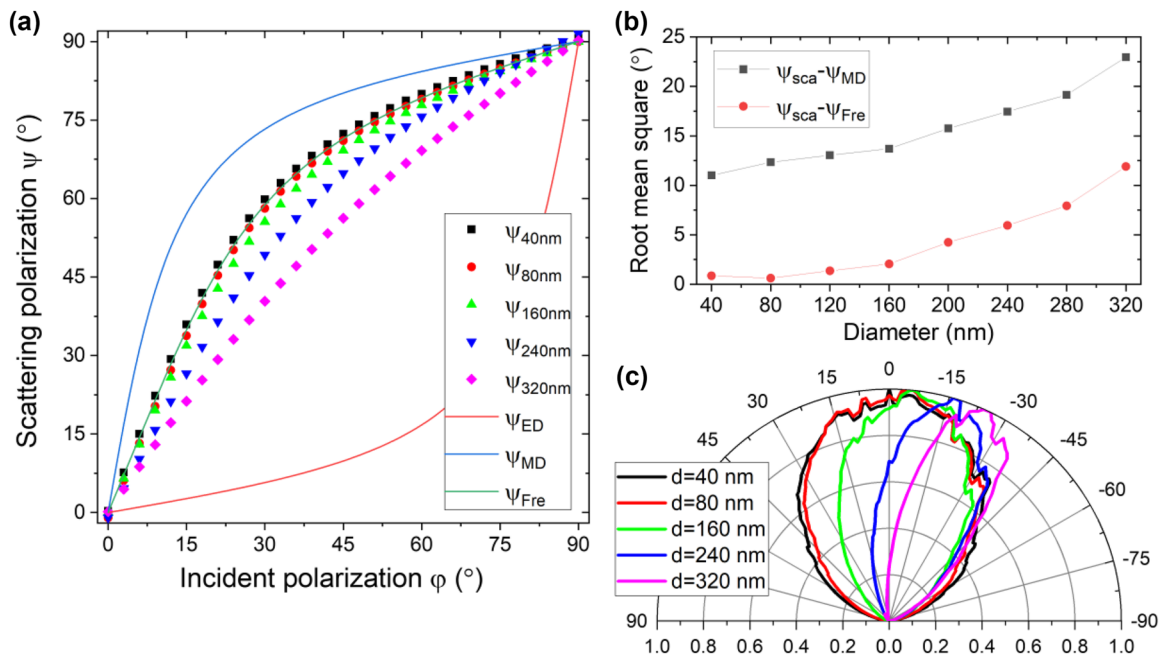 (a)
90
75
60
45
30
15
0
Scattering polarization ψ (°)
0 15 30 45 60 75 90
Incident polarization φ (°)
ψ40nm
ψ80nm
ψ160nm
ψ240nm
ψ320nm
ψED
ψMD
ψFre
(b)
25
20
15
10
5
0
Root mean square (°)
ψsca-ψMD
ψsca-ψFre
40 80 120 160 200 240 280 320
Diameter (nm)
(c)
0
15 -15
30 -30
45 -45
-60
-75
90 -90
d=40 nm
d=80 nm
d=160 nm
d=240 nm
d=320 nm
1.0 0.8 0.6 0.4 0.2 0.0 0.2 0.4 0.6 0.8 1.0